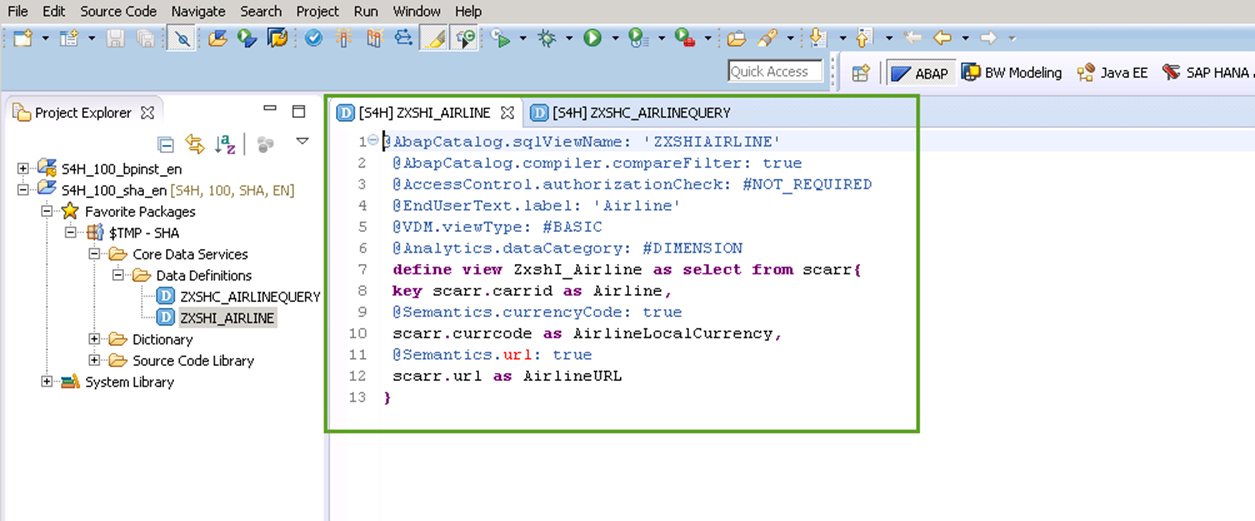 File Edit Source Code Navigate Search Project Run Window Help
Quick Access
ABAP BW Modeling Java EE SAP HANA
Project Explorer
S4H_100_bpinst_en
S4H_100_sha_en [S4H, 100, SHA, EN]
Favorite Packages
$TMP - SHA
Core Data Services
Data Definitions
ZXSHC_AIRLINEQUERY
ZXSHI_AIRLINE
Dictionary
Source Code Library
System Library
[S4H] ZXSHI_AIRLINE [S4H] ZXSHC_AIRLINEQUERY
1 @AbapCatalog.sqlViewName: 'ZXSHIAIRLINE'
2 @AbapCatalog.compiler.compareFilter: true
3 @AccessControl.authorizationCheck: #NOT_REQUIRED
4 @EndUserText.label: 'Airline'
5 @VDM.viewType: #BASIC
6 @Analytics.dataCategory: #DIMENSION
7 define view ZxshI_Airline as select from scarr{
8 key scarr.carrid as Airline,
9 @Semantics.currencyCode: true
10 scarr.currcode as AirlineLocalCurrency,
11 @Semantics.url: true
12 scarr.url as AirlineURL
13 }